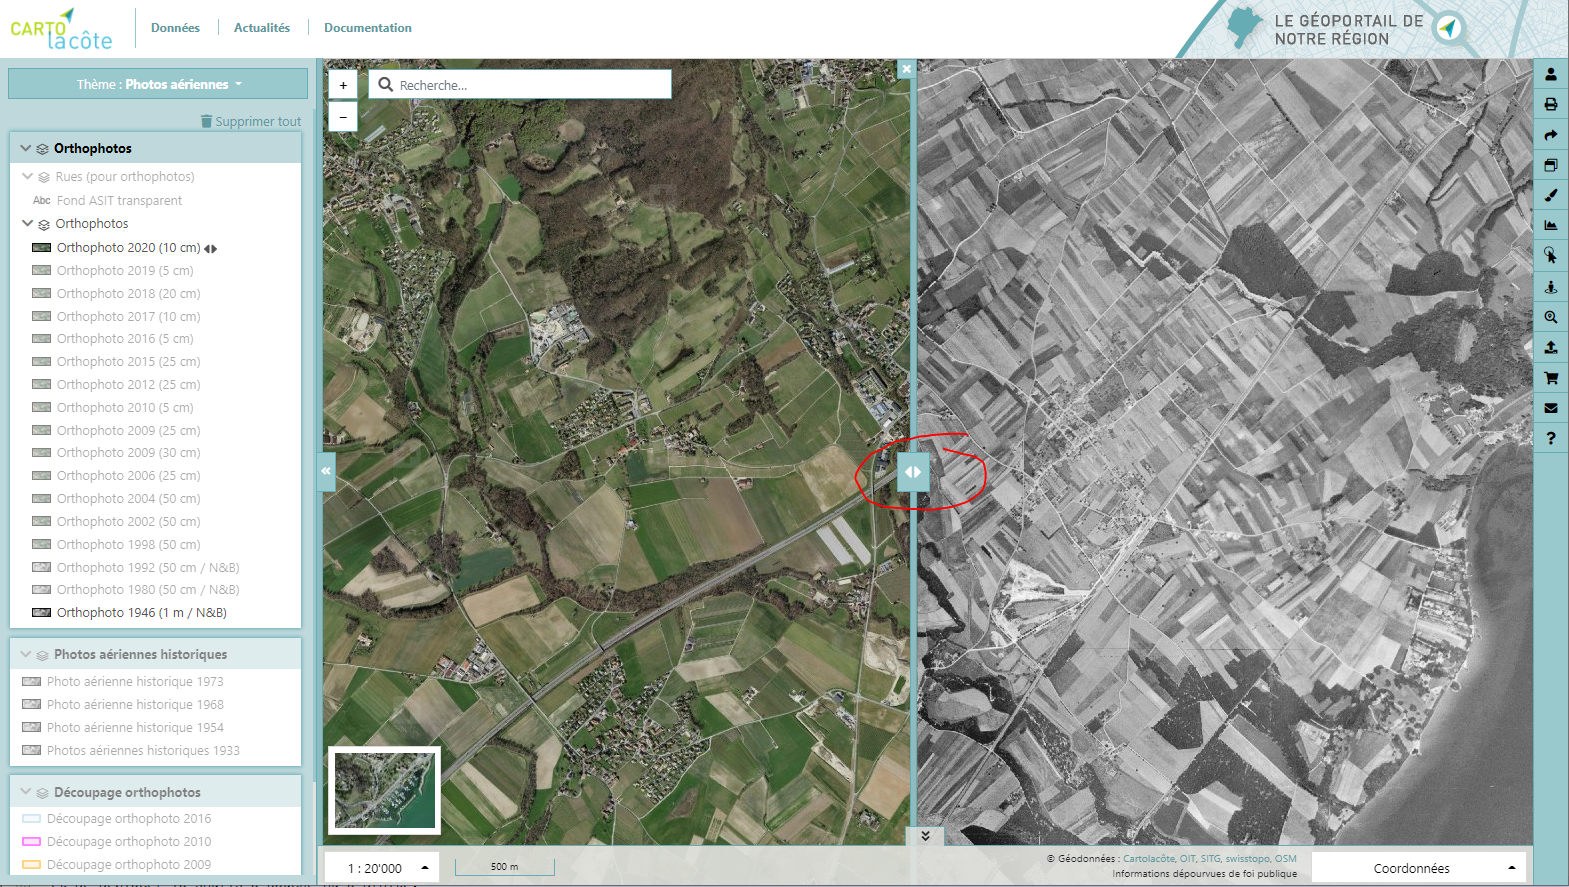 CARTO lacôte
Données
Actualités
Documentation
LE GÉOPORTAIL DE
NOTRE RÉGION
Thème : Photos aériennes
Supprimer tout
Orthophotos
Rues (pour orthophotos)
Abc Fond ASIT transparent
Orthophotos
Orthophoto 2020 (10 cm)
Orthophoto 2019 (5 cm)
Orthophoto 2018 (20 cm)
Orthophoto 2017 (10 cm)
Orthophoto 2016 (5 cm)
Orthophoto 2015 (25 cm)
Orthophoto 2012 (25 cm)
Orthophoto 2010 (5 cm)
Orthophoto 2009 (25 cm)
Orthophoto 2009 (30 cm)
Orthophoto 2006 (25 cm)
Orthophoto 2004 (50 cm)
Orthophoto 2002 (50 cm)
Orthophoto 1998 (50 cm)
Orthophoto 1992 (50 cm / N&B)
Orthophoto 1980 (50 cm / N&B)
Orthophoto 1946 (1 m / N&B)
Photos aériennes historiques
Photo aérienne historique 1973
Photo aérienne historique 1968
Photo aérienne historique 1954
Photos aériennes historiques 1933
Découpage orthophotos
Découpage orthophoto 2016
Découpage orthophoto 2010
Découpage orthophoto 2009
+
−
Recherche...
?
1 : 20'000
500 m
© Géodonnées : Cartolacôte, OIT, SITG, swisstopo, OSM
Informations dépourvues de foi publique
Coordonnées